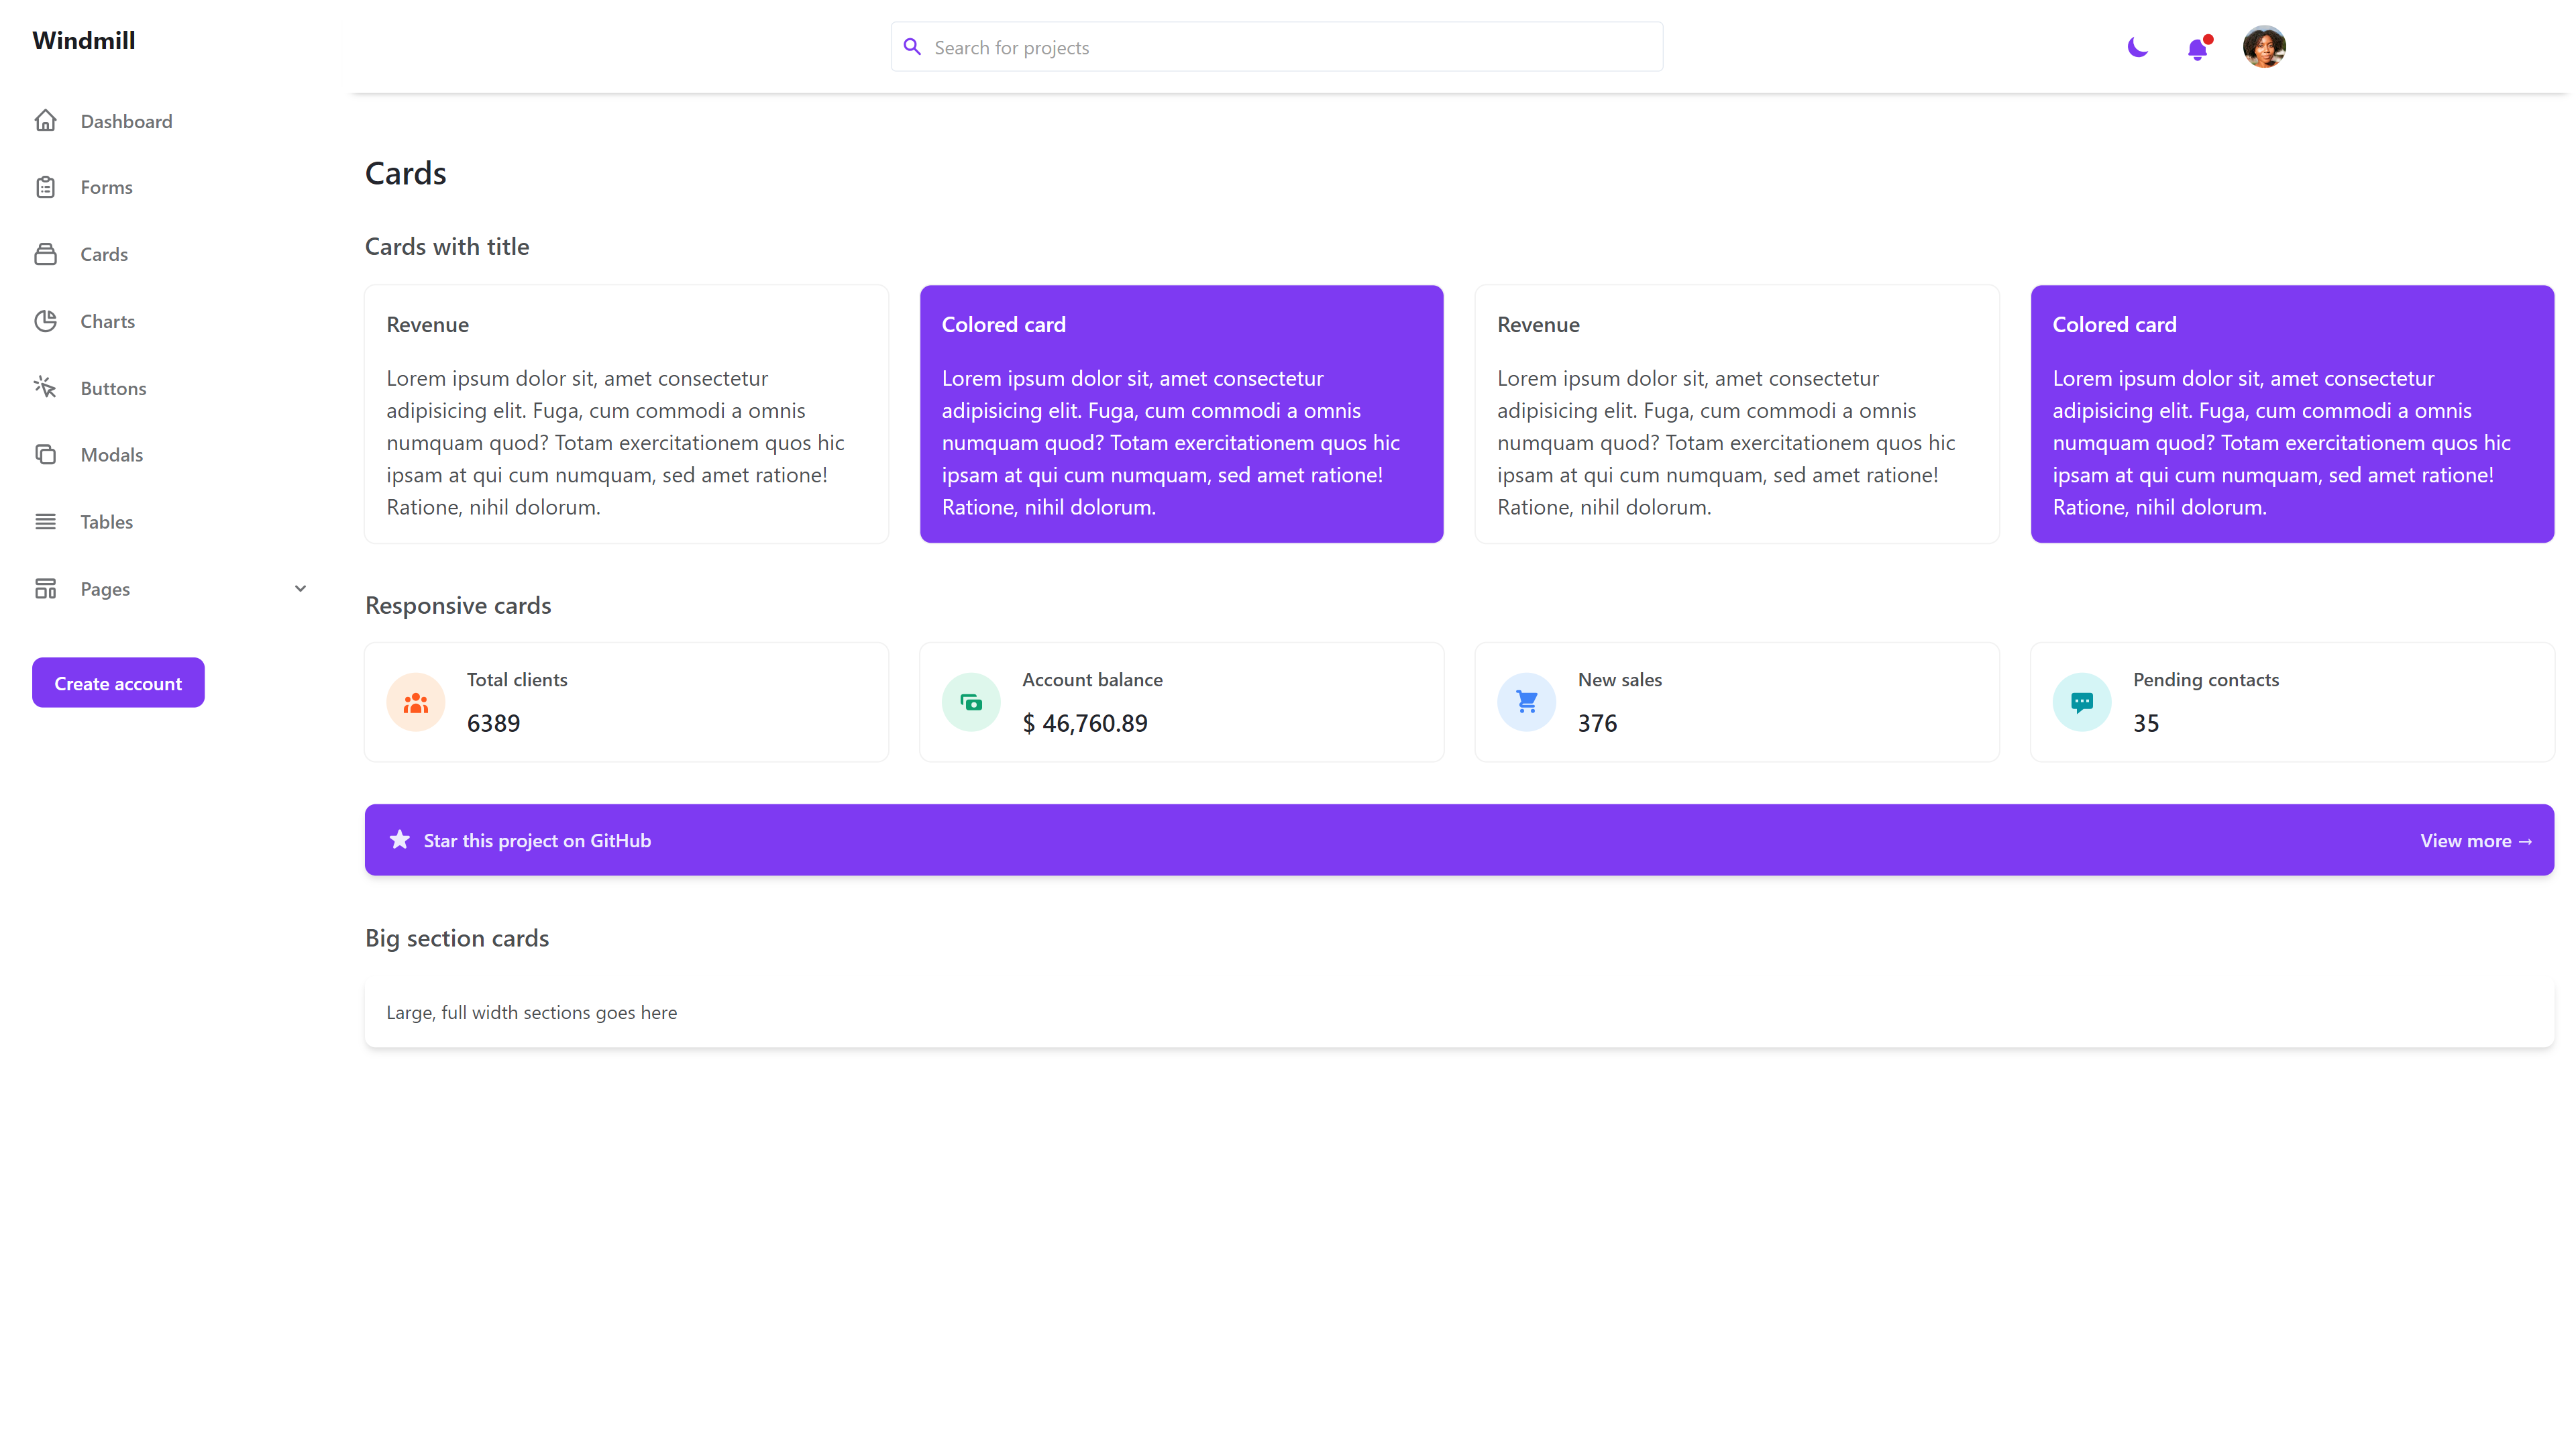 Windmill
Search for projects
Dashboard
Forms
Cards
Charts
Buttons
Modals
Tables
Pages
Create account
Cards
Cards with title
Revenue
Lorem ipsum dolor sit, amet consectetur
adipisicing elit. Fuga, cum commodi a omnis
numquam quod? Totam exercitationem quos hic
ipsam at qui cum numquam, sed amet ratione!
Ratione, nihil dolorum.
Colored card
Lorem ipsum dolor sit, amet consectetur
adipisicing elit. Fuga, cum commodi a omnis
numquam quod? Totam exercitationem quos hic
ipsam at qui cum numquam, sed amet ratione!
Ratione, nihil dolorum.
Revenue
Lorem ipsum dolor sit, amet consectetur
adipisicing elit. Fuga, cum commodi a omnis
numquam quod? Totam exercitationem quos hic
ipsam at qui cum numquam, sed amet ratione!
Ratione, nihil dolorum.
Colored card
Lorem ipsum dolor sit, amet consectetur
adipisicing elit. Fuga, cum commodi a omnis
numquam quod? Totam exercitationem quos hic
ipsam at qui cum numquam, sed amet ratione!
Ratione, nihil dolorum.
Responsive cards
Total clients
6389
Account balance
$ 46,760.89
New sales
376
Pending contacts
35
Star this project on GitHub
View more →
Big section cards
Large, full width sections goes here